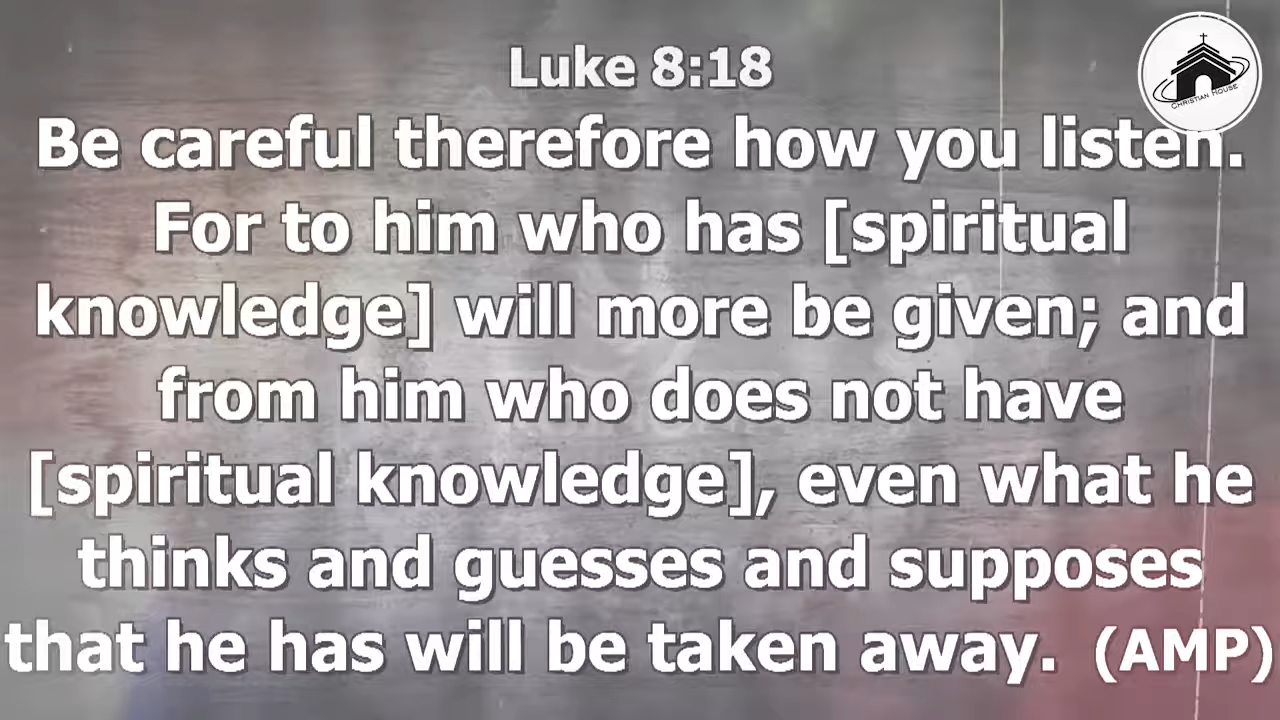 Luke 8:18
Be careful therefore how you listen.
For to him who has [spiritual
knowledge] will more be given; and
from him who does not have
[spiritual knowledge], even what he
thinks and guesses and supposes
that he has will be taken away. (AMP)
CHRISTIAN HOUSE